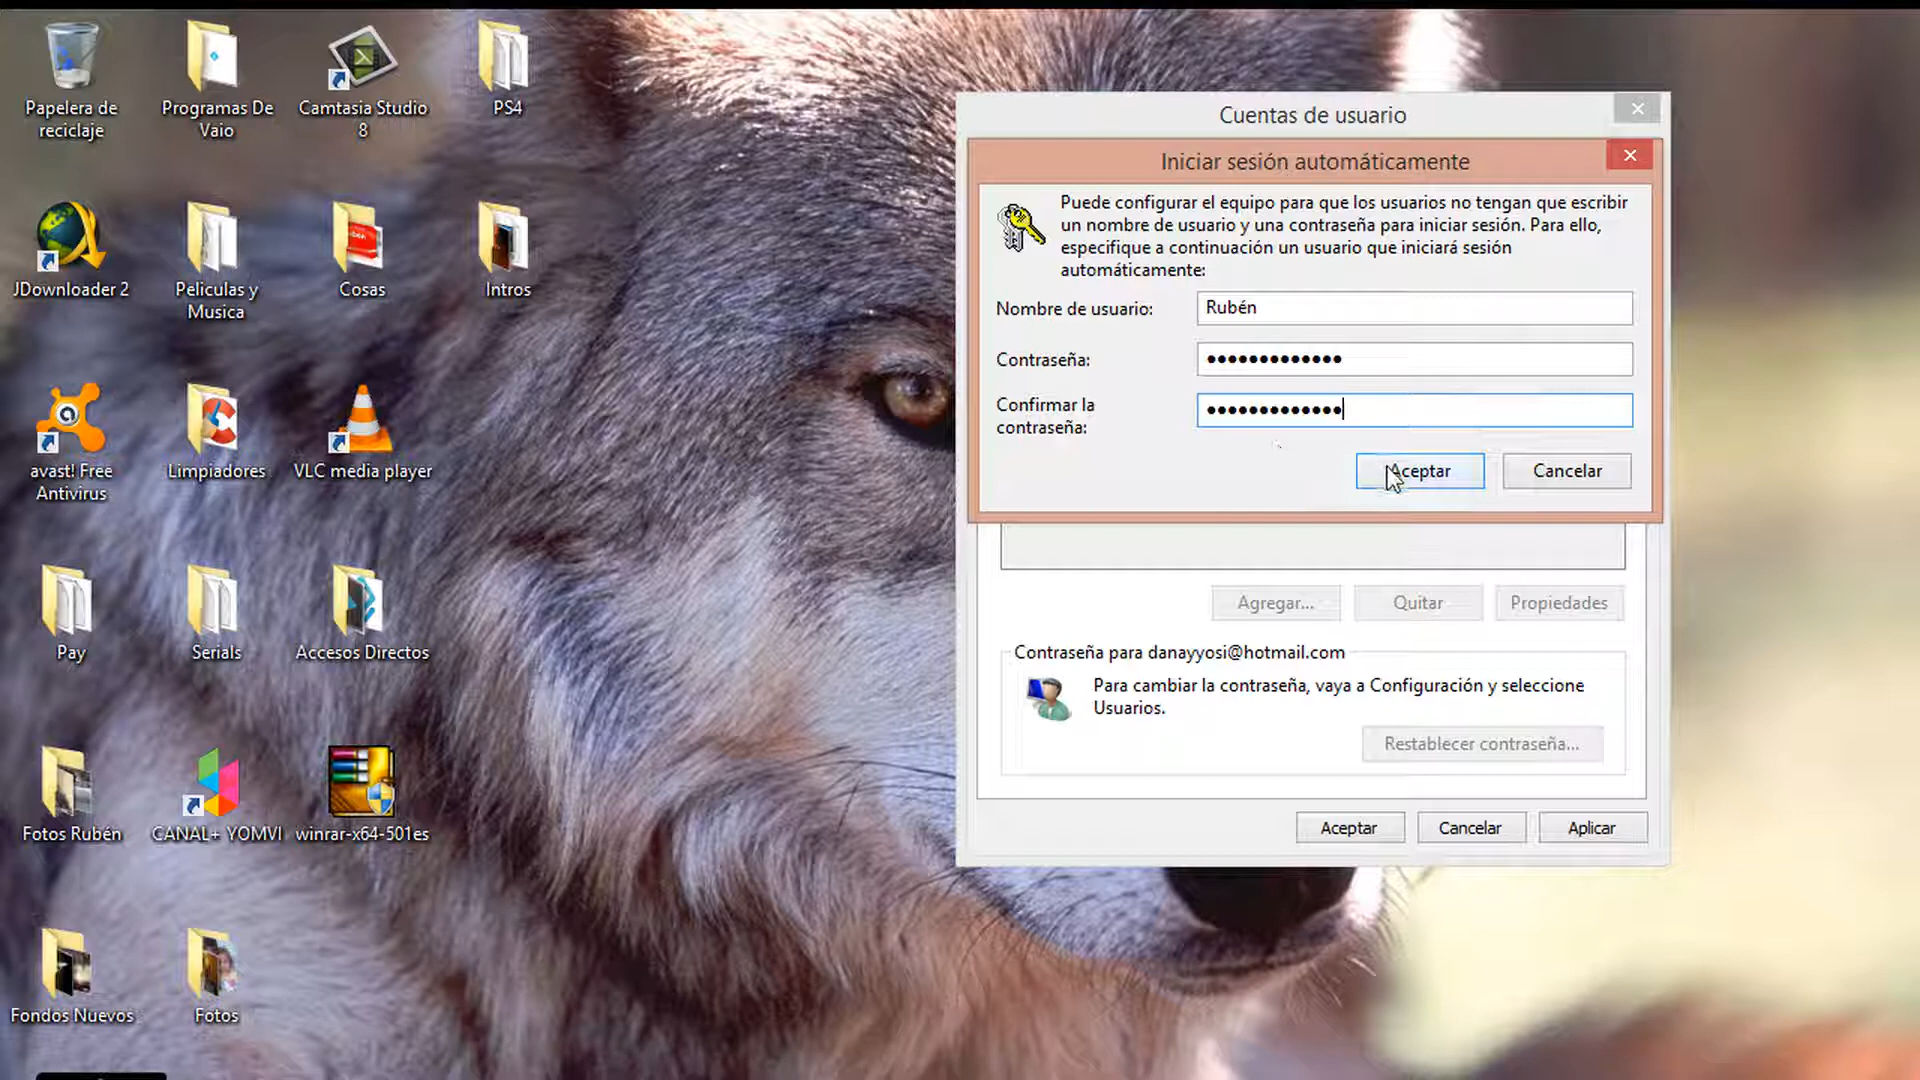 Papelera de
reciclaje
Programas De
Vaio
Camtasia Studio
8
PS4
JDownloader 2
Peliculas y
Musica
Cosas
Intros
avast! Free
Antivirus
Limpiadores
VLC media player
Pay
Serials
Accesos Directos
Fotos Rubén
CANAL+ YOMVI
winrar-x64-501es
Fondos Nuevos
Fotos
Cuentas de usuario
Iniciar sesión automáticamente
Puede configurar el equipo para que los usuarios no tengan que escribir
un nombre de usuario y una contraseña para iniciar sesión. Para ello,
especifique a continuación un usuario que iniciará sesión
automáticamente:
Nombre de usuario:
Rubén
Contraseña:
•••••••••••••
Confirmar la
contraseña:
•••••••••••••
Aceptar
Cancelar
Agregar...
Quitar
Propiedades
Contraseña para danayyosi@hotmail.com
Para cambiar la contraseña, vaya a Configuración y seleccione
Usuarios.
Restablecer contraseña...
Aceptar
Cancelar
Aplicar